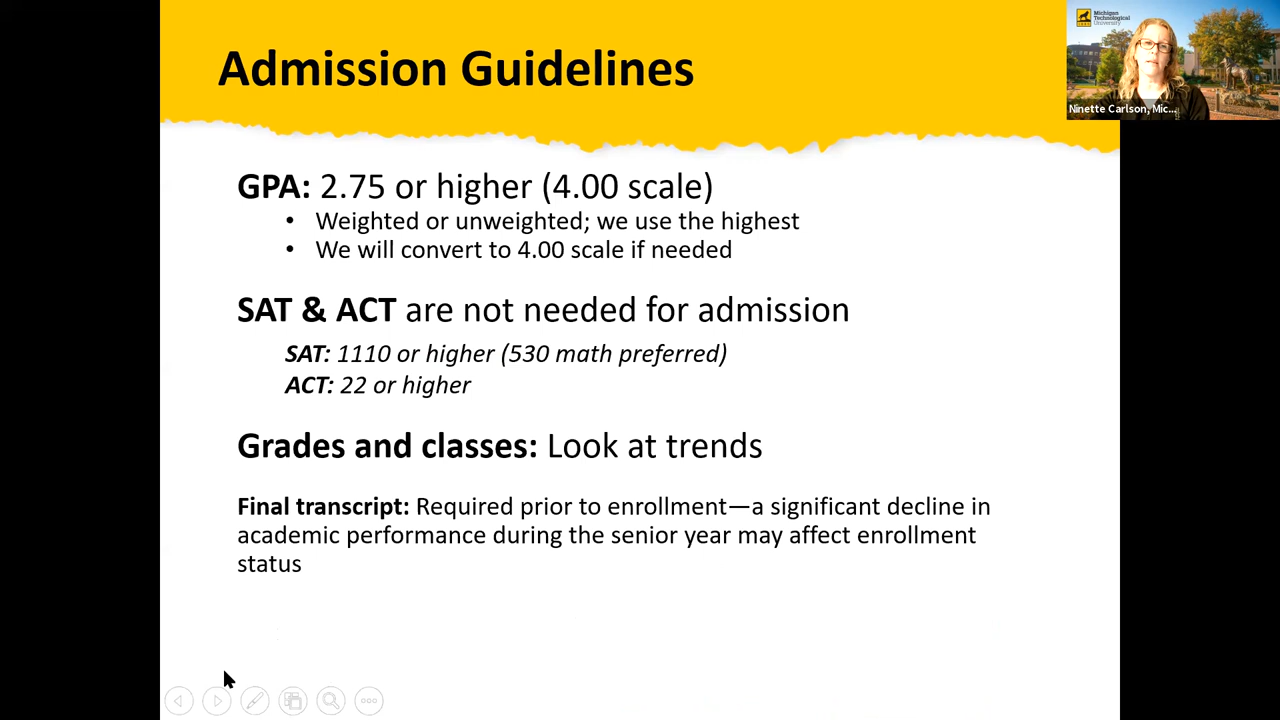 Admission Guidelines
Michigan
Technological
University
Ninette Carlson, Mic...
GPA: 2.75 or higher (4.00 scale)
• Weighted or unweighted; we use the highest
• We will convert to 4.00 scale if needed
SAT & ACT are not needed for admission
SAT: 1110 or higher (530 math preferred)
ACT: 22 or higher
Grades and classes: Look at trends
Final transcript: Required prior to enrollment—a significant decline in
academic performance during the senior year may affect enrollment
status